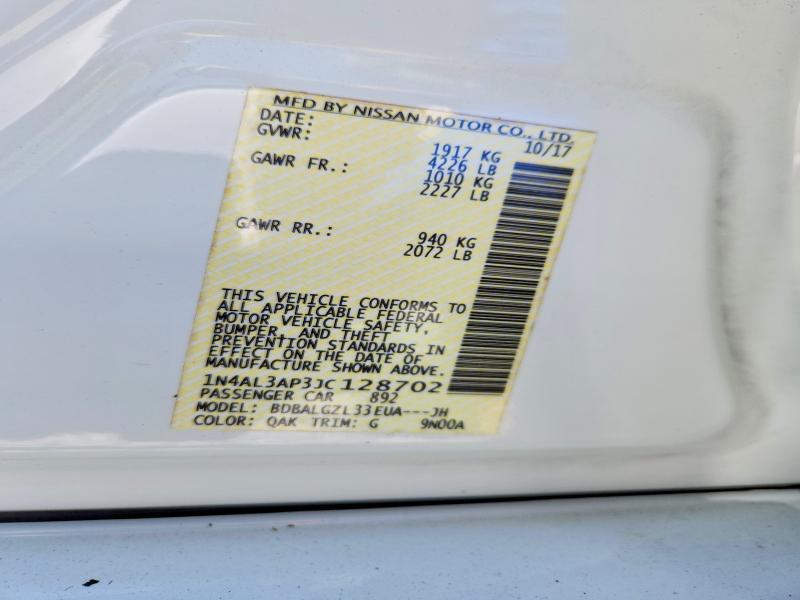 MFD BY NISSAN MOTOR CO., LTD.
DATE: 10/17
GVWR: 1917 KG
4226 LB
GAWR FR.: 1010 KG
2227 LB
GAWR RR.: 940 KG
2072 LB
THIS VEHICLE CONFORMS TO
ALL APPLICABLE FEDERAL
MOTOR VEHICLE SAFETY,
BUMPER, AND THEFT
PREVENTION STANDARDS IN
EFFECT ON THE DATE OF
MANUFACTURE SHOWN ABOVE.
1N4AL3AP3JC128702
PASSENGER CAR 892
MODEL: BDBALGZL33EUA---JH
COLOR: QAK TRIM: G 9N00A